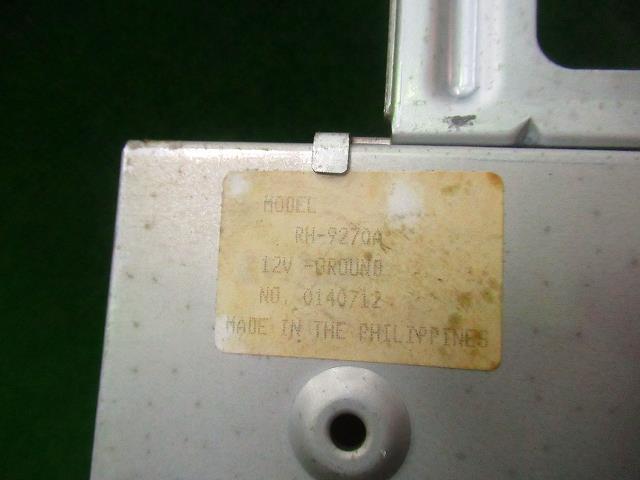 MODEL
RH-9270A
12V -GROUND
NO. 0140712
MADE IN THE PHILIPPINES